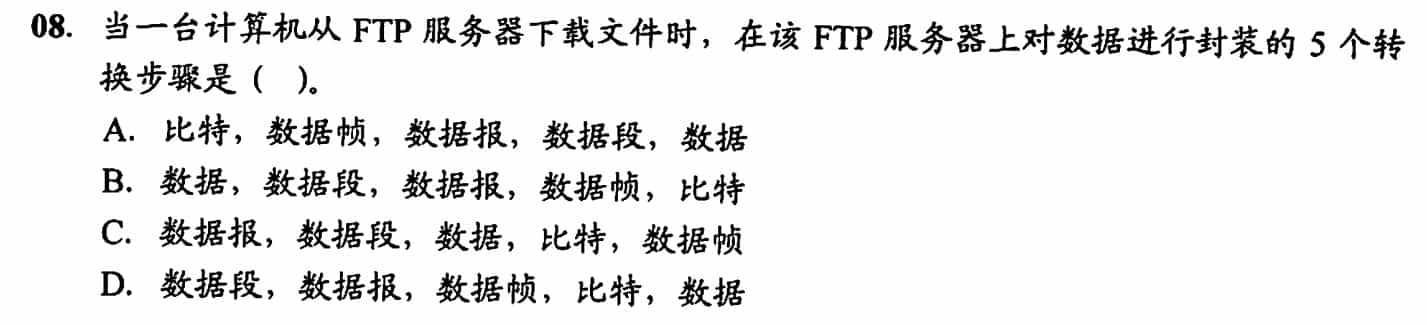 08. 当一台计算机从 FTP 服务器下载文件时，在该 FTP 服务器上对数据进行封装的 5 个转
换步骤是（ ）。
A. 比特，数据帧，数据报，数据段，数据
B. 数据，数据段，数据报，数据帧，比特
C. 数据报，数据段，数据，比特，数据帧
D. 数据段，数据报，数据帧，比特，数据